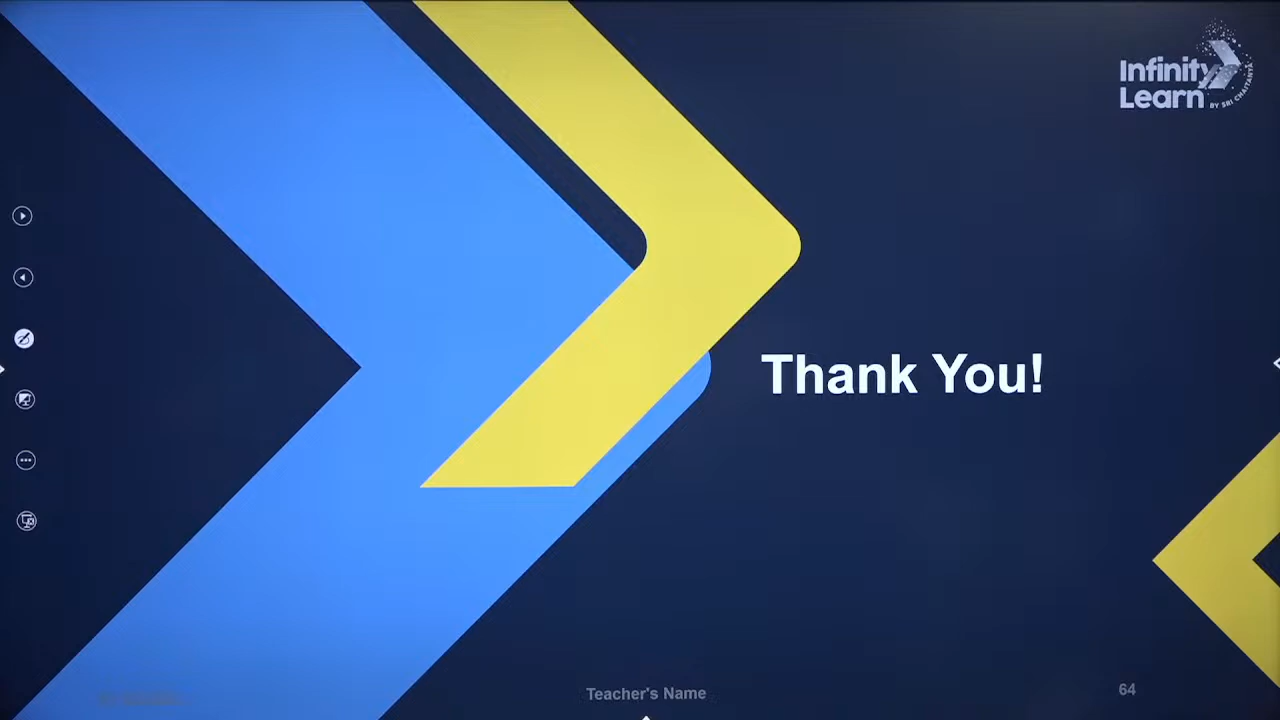 Infinity
Learn
BY SRI CHAITANYA
Thank You!
Teacher's Name
64